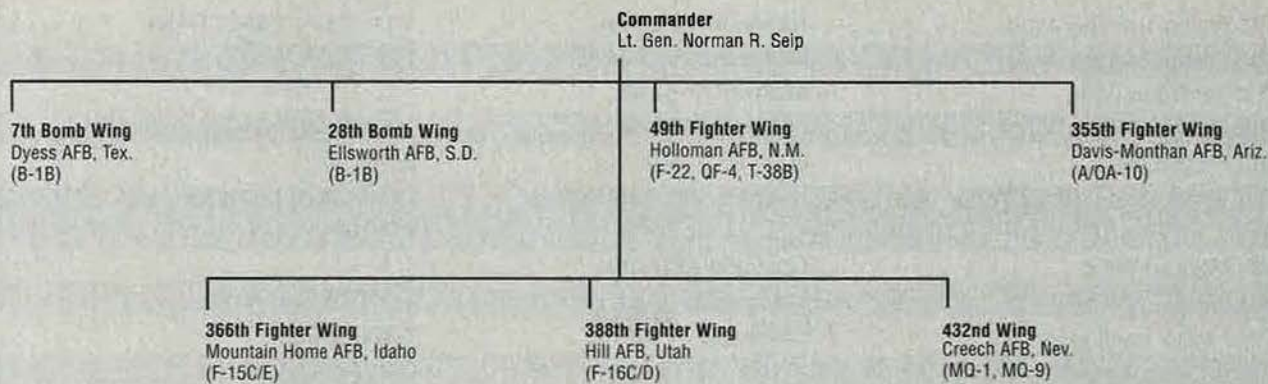 Commander
Lt. Gen. Norman R. Seip
7th Bomb Wing
Dyess AFB, Tex.
(B-1B)
28th Bomb Wing
Ellsworth AFB, S.D.
(B-1B)
49th Fighter Wing
Holloman AFB, N.M.
(F-22, QF-4, T-38B)
355th Fighter Wing
Davis-Monthan AFB, Ariz.
(A/OA-10)
366th Fighter Wing
Mountain Home AFB, Idaho
(F-15C/E)
388th Fighter Wing
Hill AFB, Utah
(F-16C/D)
432nd Wing
Creech AFB, Nev.
(MQ-1, MQ-9)